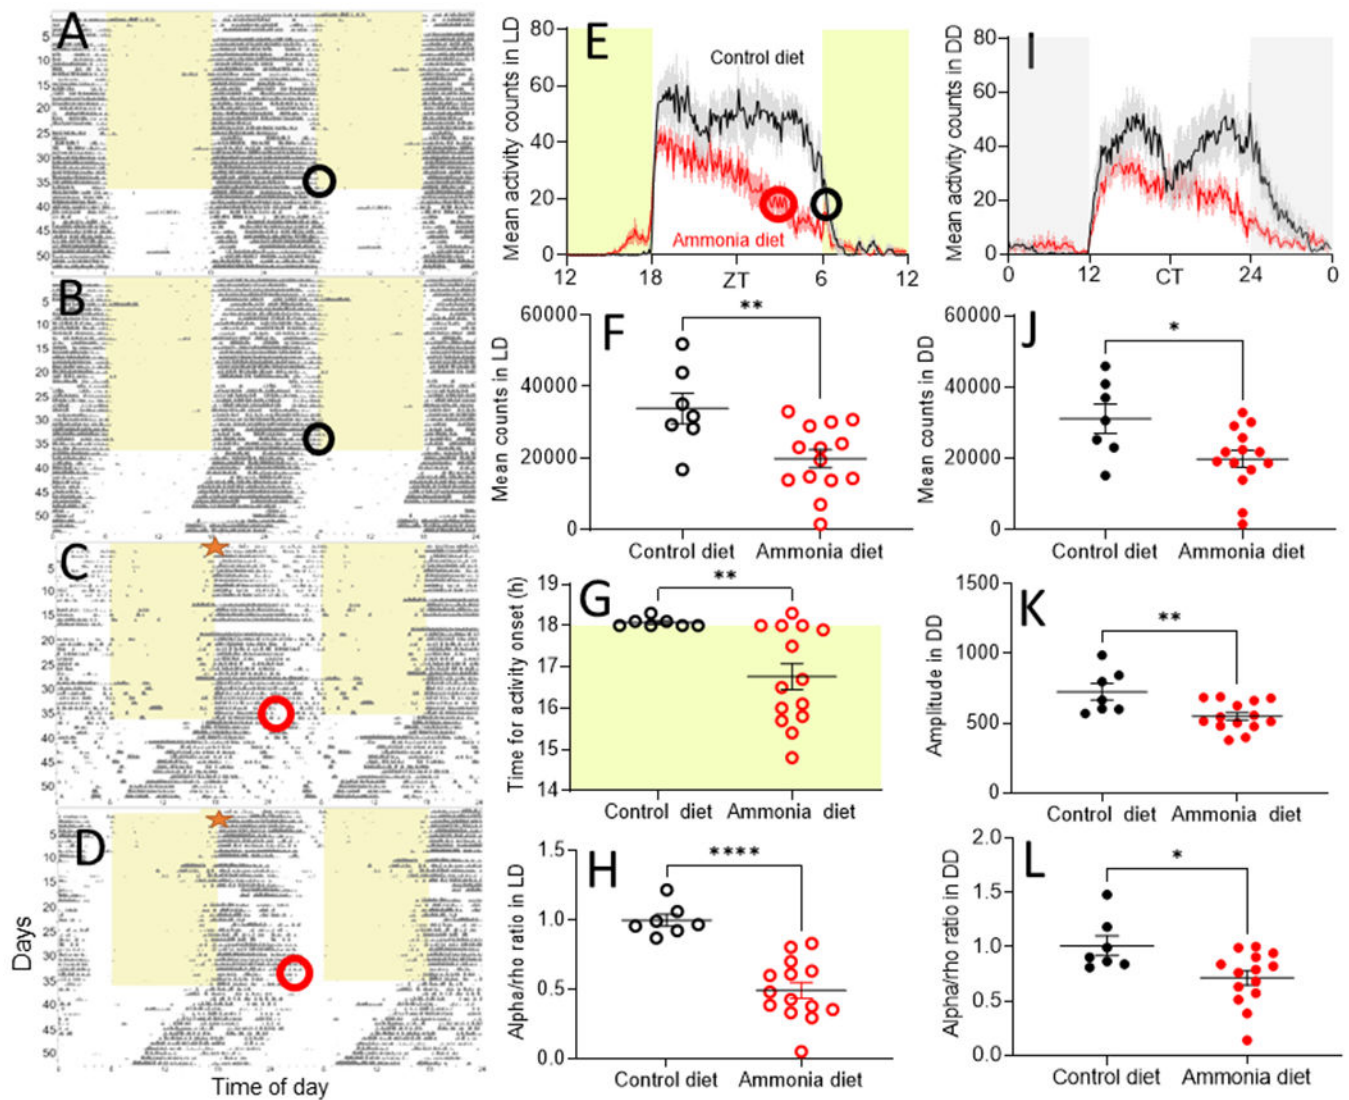 A
5
10
15
20
25
30
35
40
45
50
B
5
10
15
20
25
30
35
40
45
50
C
5
10
15
20
25
30
35
40
45
50
D
5
10
15
20
25
30
35
40
45
50
Days
Time of day
E
Mean activity counts in LD
80
60
40
20
0
Control diet
Ammonia diet
12 18 ZT 6 12
I
Mean activity counts in DD
80
60
40
20
0
0 12 CT 24 0
F
**
Mean counts in LD
60000
40000
20000
0
Control diet Ammonia diet
J
*
Mean counts in DD
60000
40000
20000
0
Control diet Ammonia diet
G
**
Time for activity onset (h)
19
18
17
16
15
14
Control diet Ammonia diet
K
**
Amplitude in DD
1500
1000
500
0
Control diet Ammonia diet
H
****
Alpha/rho ratio in LD
1.5
1.0
0.5
0.0
Control diet Ammonia diet
L
*
Alpha/rho ratio in DD
2.0
1.5
1.0
0.5
0.0
Control diet Ammonia diet